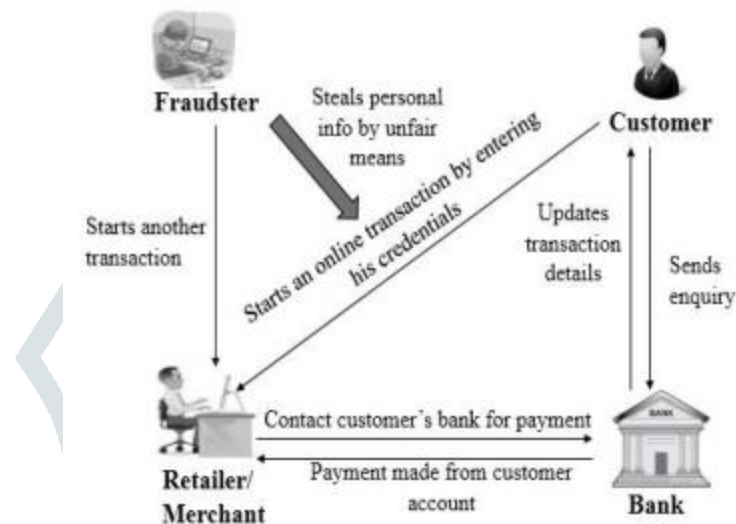 Fraudster
Steals personal
info by unfair
means
Customer
Starts another
transaction
Starts an online transaction by entering
his credentials
Updates
transaction
details
Sends
enquiry
BANK
Contact customer's bank for payment
Payment made from customer
account
Retailer/
Merchant
Bank